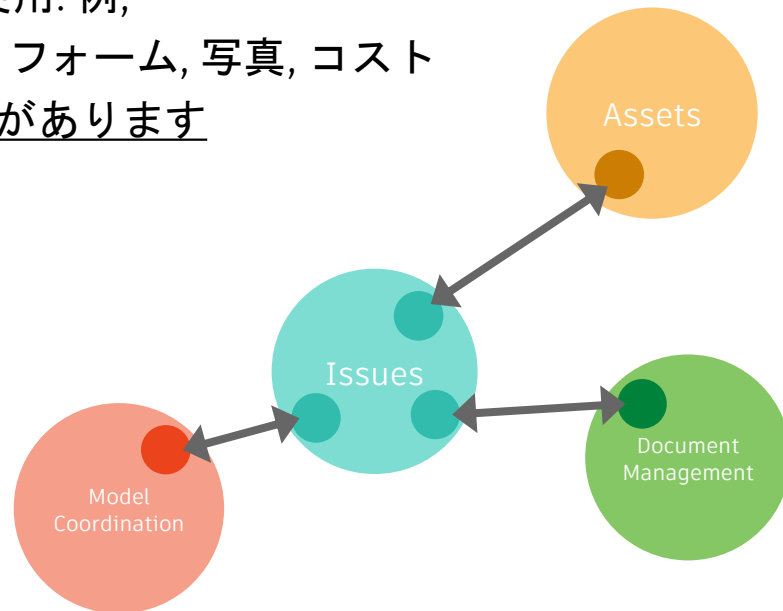 用: 例,
フォーム, 写真, コスト
があります
Assets
Issues
Document
Management
Model
Coordination